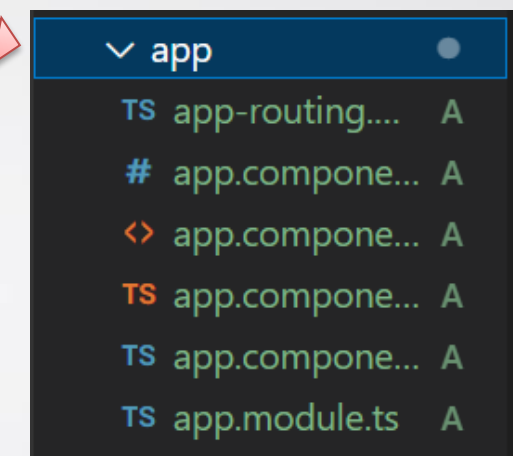 app
TS app-routing.... A
# app.compone... A
<> app.compone... A
TS app.compone... A
TS app.compone... A
TS app.module.ts A